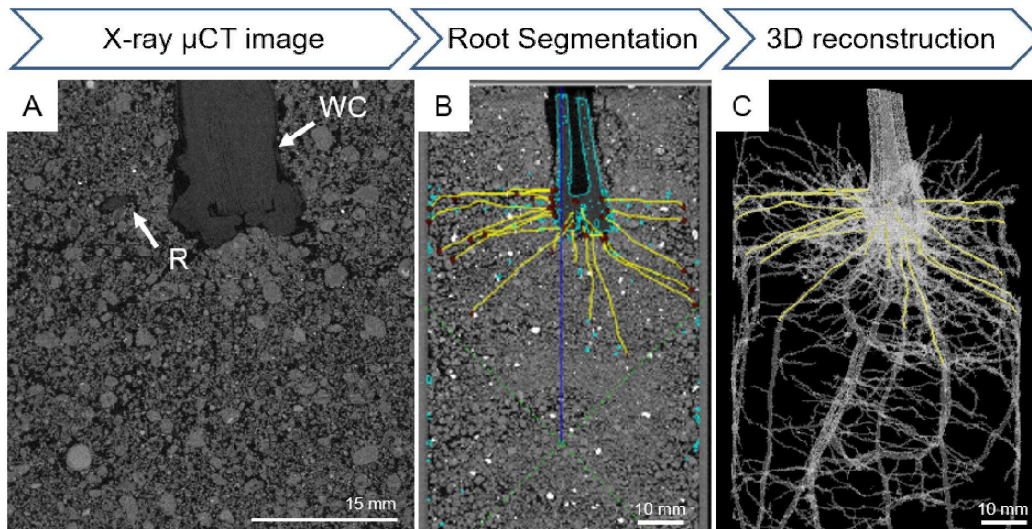 X-ray µCT image
Root Segmentation
3D reconstruction
A
WC
R
15 mm
B
10 mm
C
10 mm